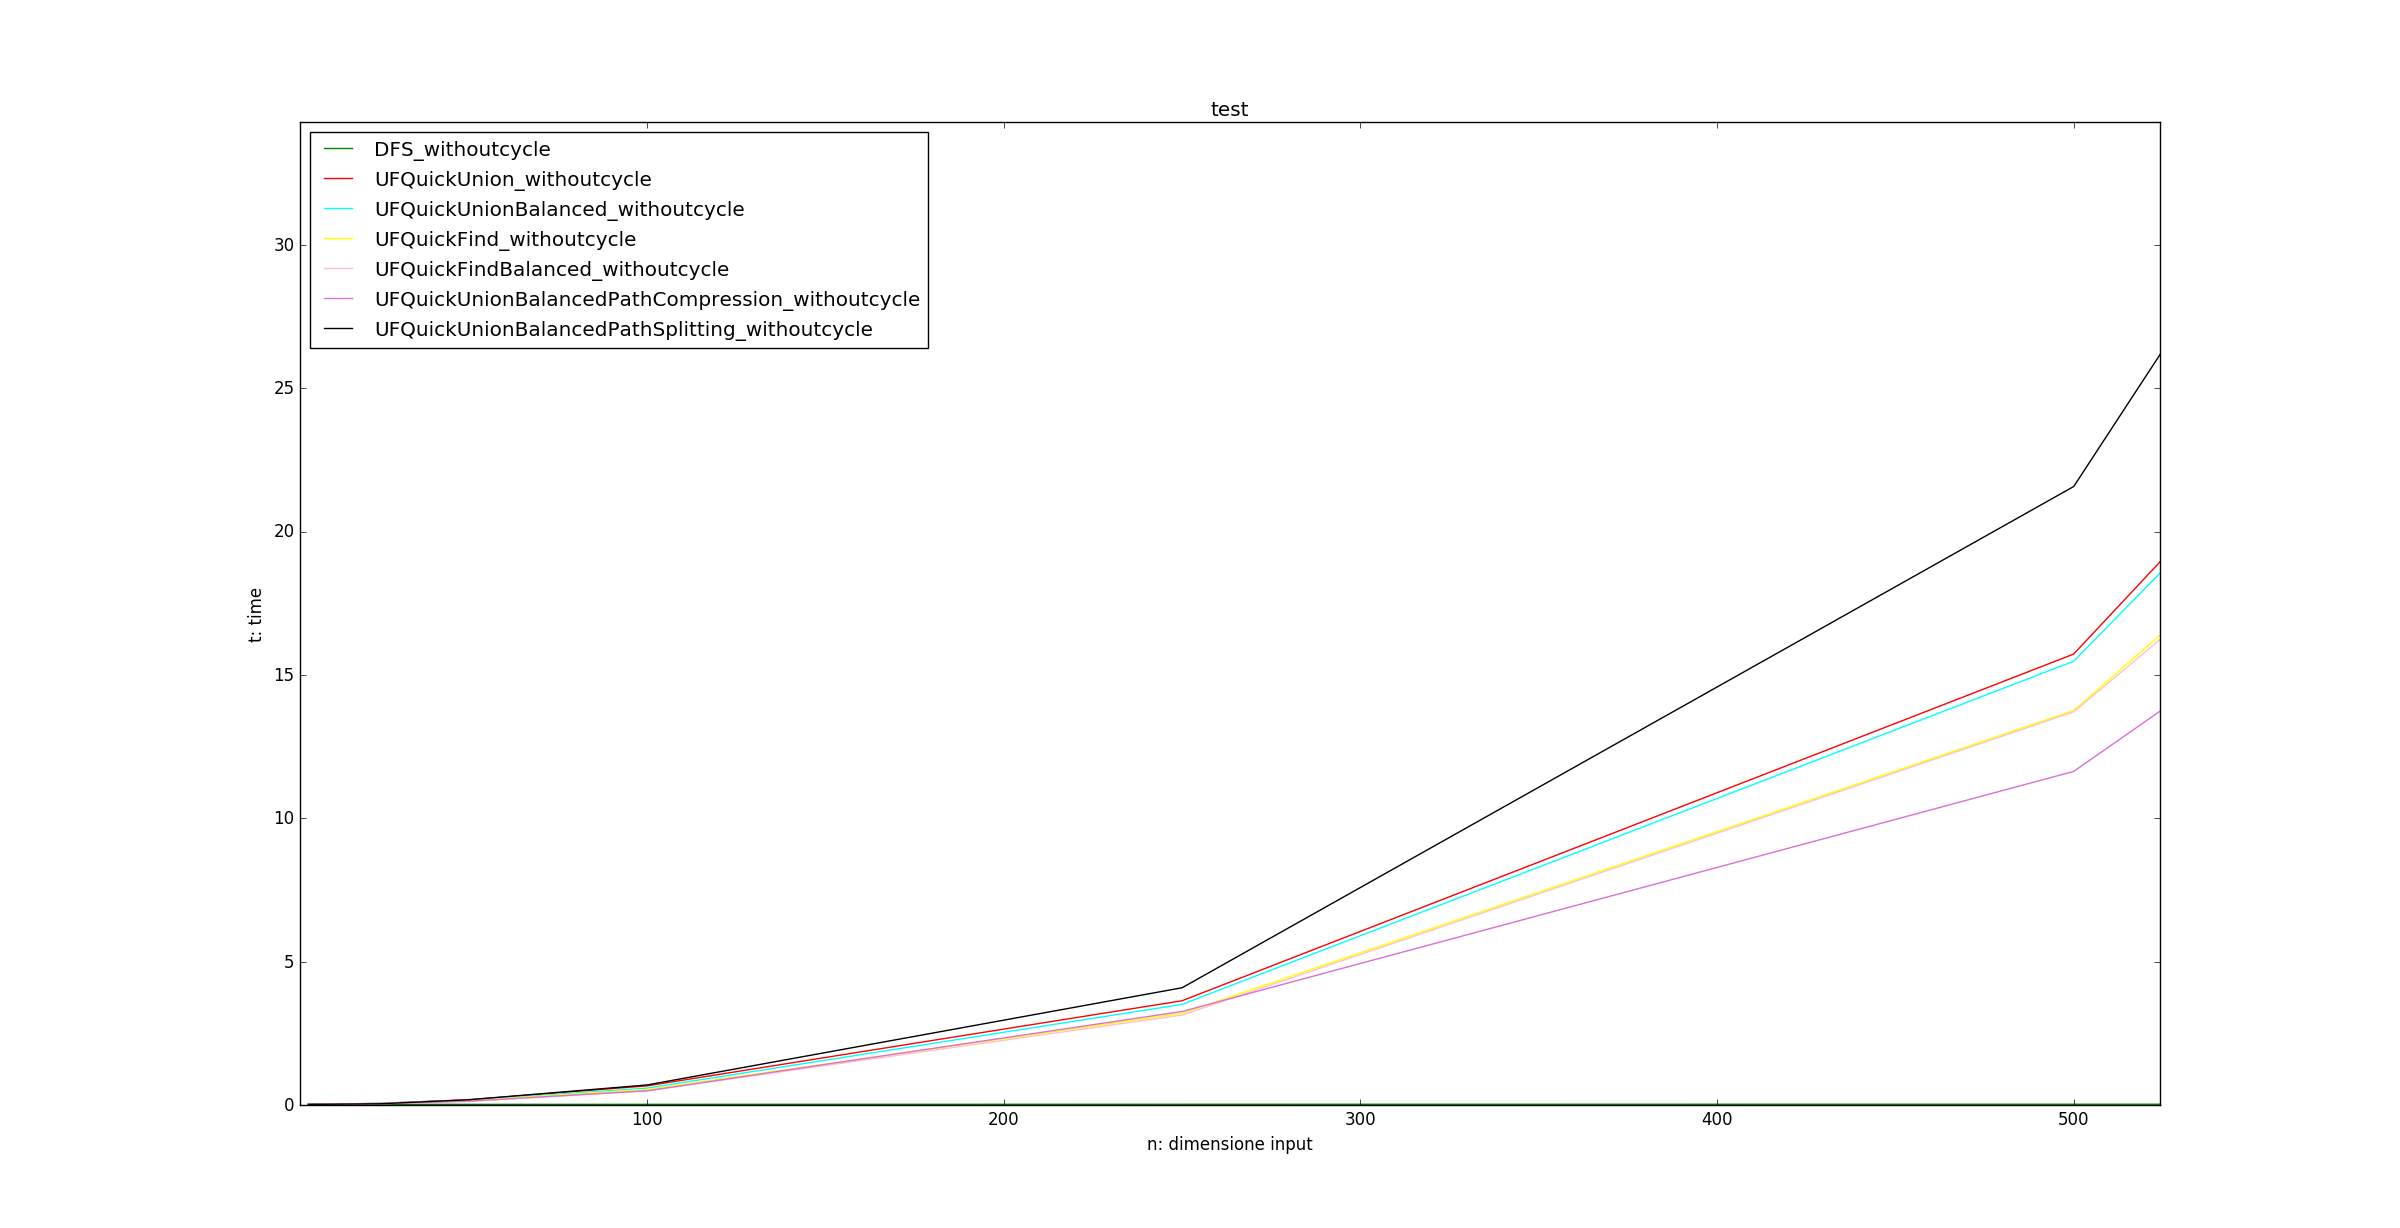 test
DFS_withoutcycle
UFQuickUnion_withoutcycle
UFQuickUnionBalanced_withoutcycle
UFQuickFind_withoutcycle
UFQuickFindBalanced_withoutcycle
UFQuickUnionBalancedPathCompression_withoutcycle
UFQuickUnionBalancedPathSplitting_withoutcycle
30
25
20
15
10
5
0
t: time
100 200 300 400 500
n: dimensione input